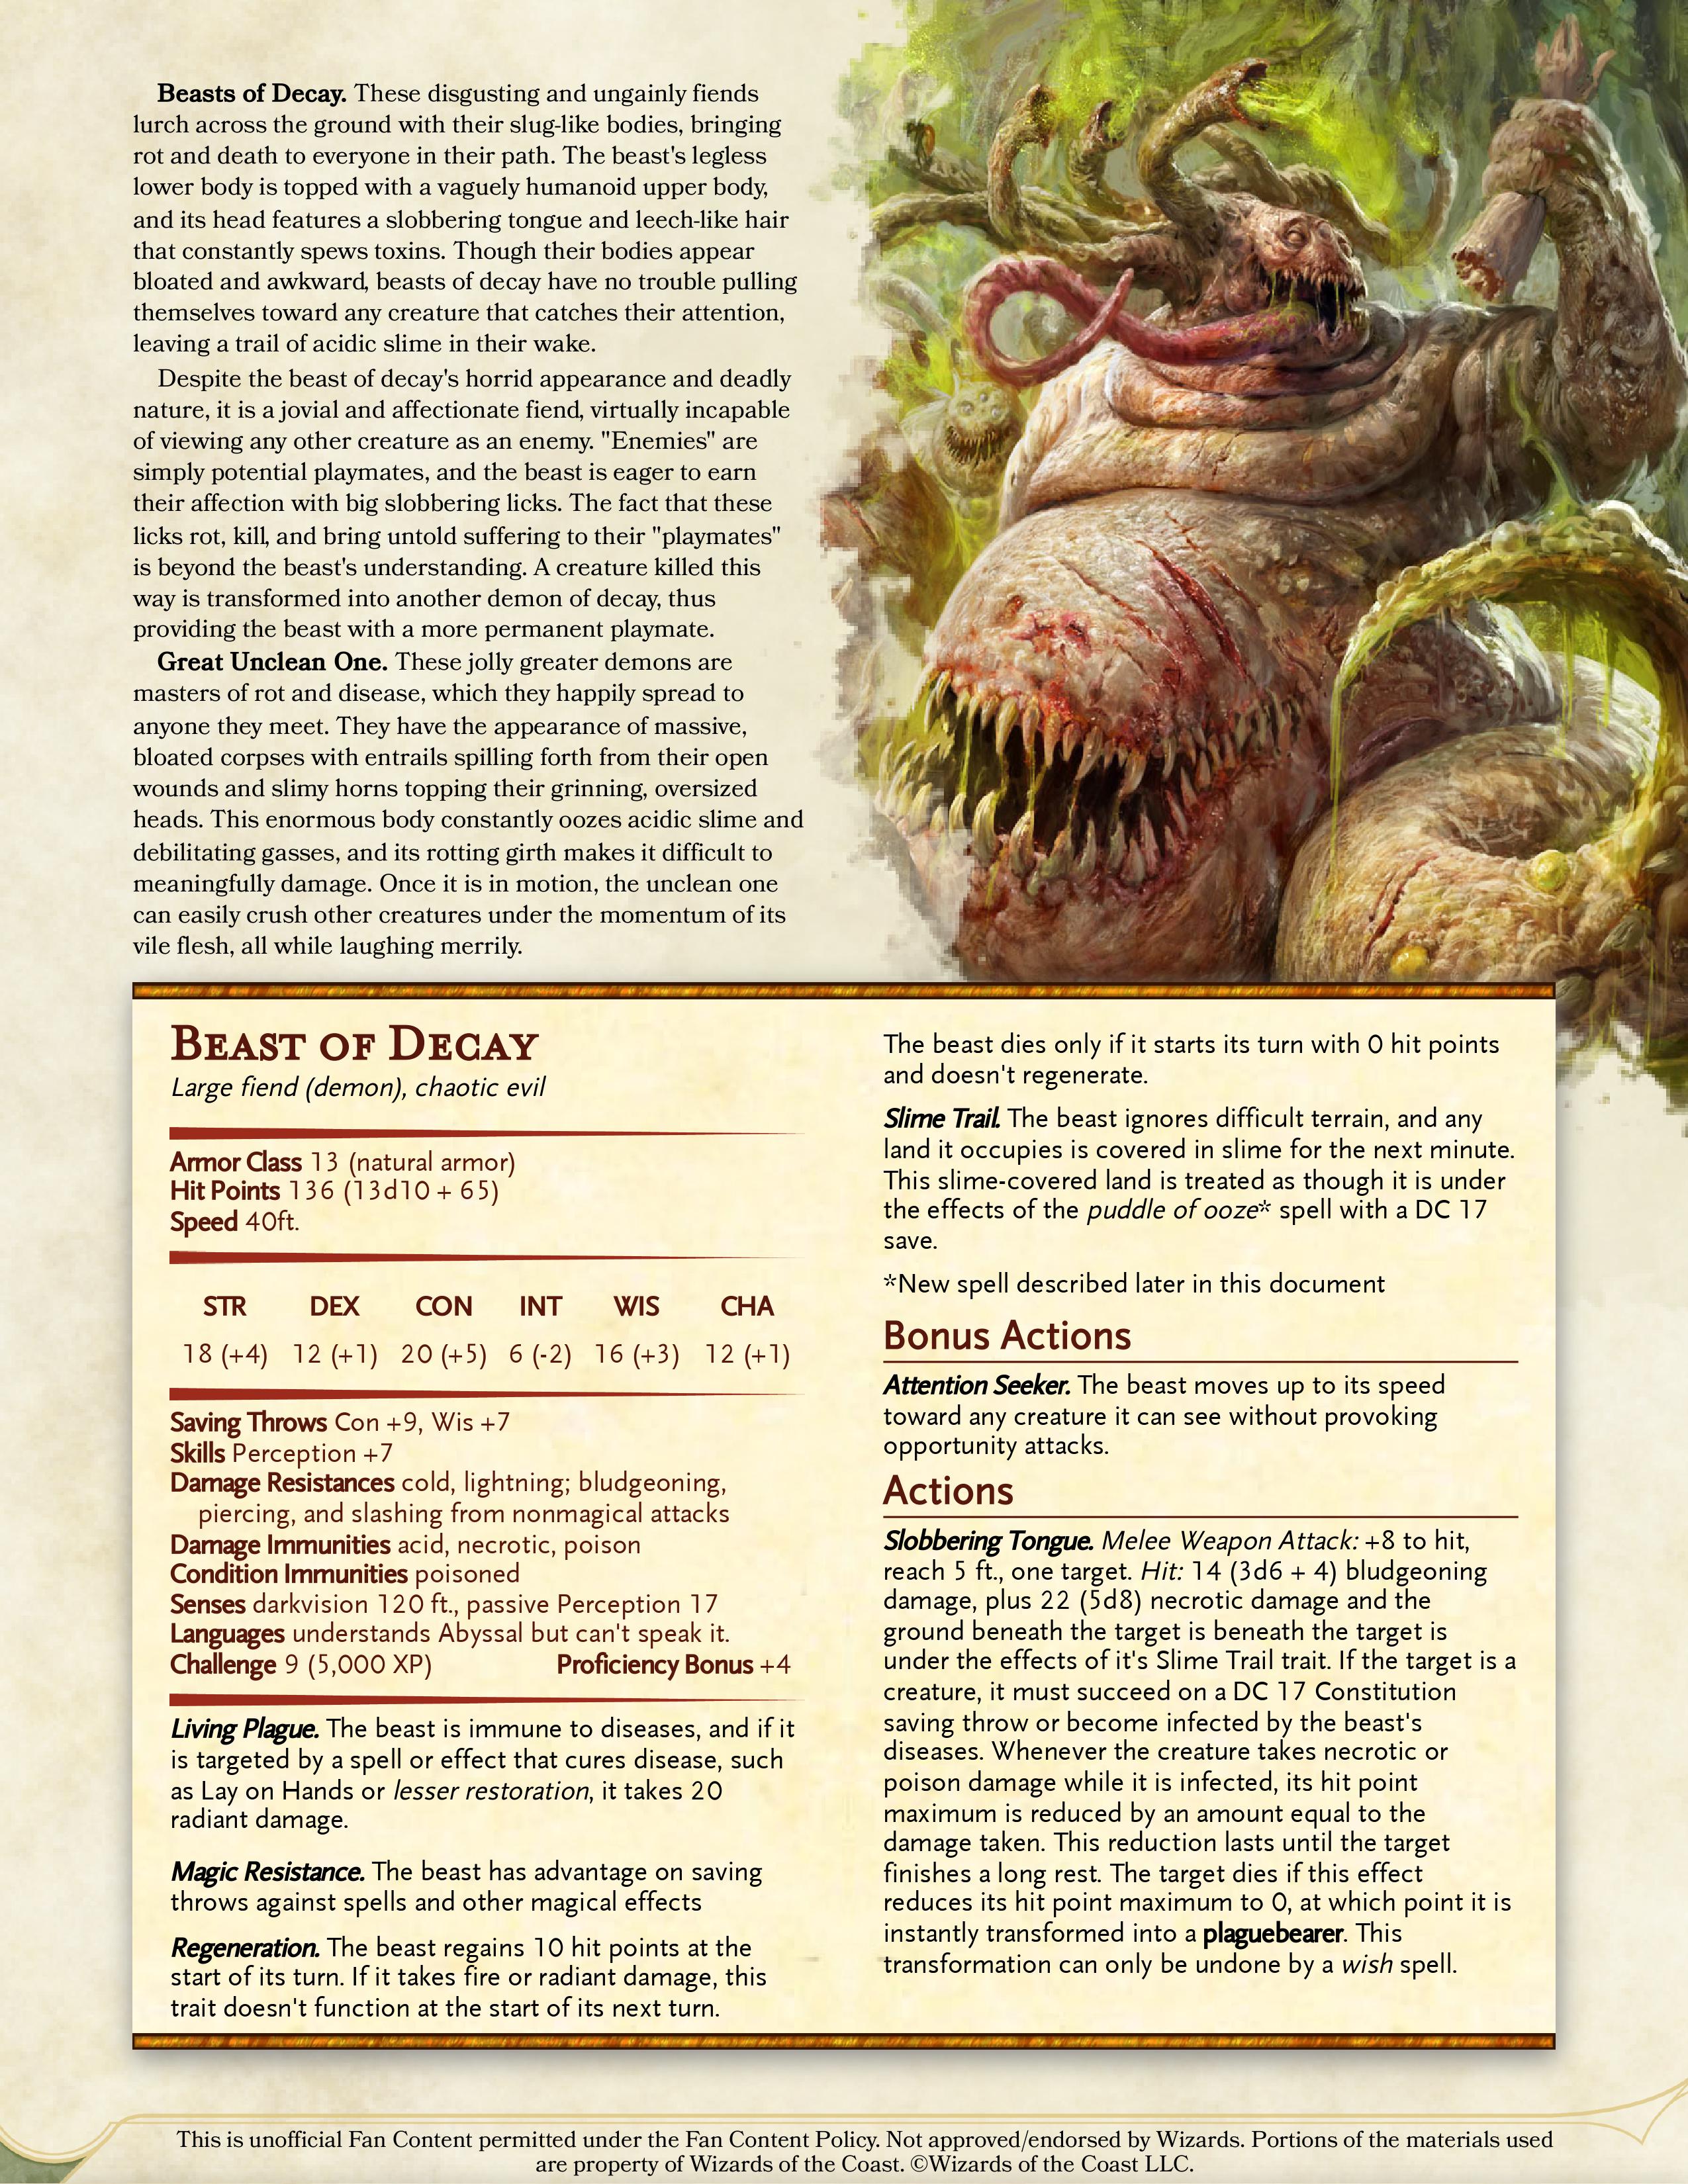 Beasts of Decay. These disgusting and ungainly fiends
lurch across the ground with their slug-like bodies, bringing
rot and death to everyone in their path. The beast's legless
lower body is topped with a vaguely humanoid upper body,
and its head features a slobbering tongue and leech-like hair
that constantly spews toxins. Though their bodies appear
bloated and awkward, beasts of decay have no trouble pulling
themselves toward any creature that catches their attention,
leaving a trail of acidic slime in their wake.
Despite the beast of decay's horrid appearance and deadly
nature, it is a jovial and affectionate fiend, virtually incapable
of viewing any other creature as an enemy. "Enemies" are
simply potential playmates, and the beast is eager to earn
their affection with big slobbering licks. The fact that these
licks rot, kill, and bring untold suffering to their "playmates"
is beyond the beast's understanding. A creature killed this
way is transformed into another demon of decay, thus
providing the beast with a more permanent playmate.
Great Unclean One. These jolly greater demons are
masters of rot and disease, which they happily spread to
anyone they meet. They have the appearance of massive,
bloated corpses with entrails spilling forth from their open
wounds and slimy horns topping their grinning, oversized
heads. This enormous body constantly oozes acidic slime and
debilitating gasses, and its rotting girth makes it difficult to
meaningfully damage. Once it is in motion, the unclean one
can easily crush other creatures under the momentum of its
vile flesh, all while laughing merrily.
Beast of Decay
Large fiend (demon), chaotic evil
Armor Class 13 (natural armor)
Hit Points 136 (13d10 + 65)
Speed 40ft.
STR DEX CON INT WIS CHA
18 (+4) 12 (+1) 20 (+5) 6 (-2) 16 (+3) 12 (+1)
Saving Throws Con +9, Wis +7
Skills Perception +7
Damage Resistances cold, lightning; bludgeoning,
piercing, and slashing from nonmagical attacks
Damage Immunities acid, necrotic, poison
Condition Immunities poisoned
Senses darkvision 120 ft., passive Perception 17
Languages understands Abyssal but can't speak it.
Challenge 9 (5,000 XP) Proficiency Bonus +4
Living Plague. The beast is immune to diseases, and if it
is targeted by a spell or effect that cures disease, such
as Lay on Hands or lesser restoration, it takes 20
radiant damage.
Magic Resistance. The beast has advantage on saving
throws against spells and other magical effects
Regeneration. The beast regains 10 hit points at the
start of its turn. If it takes fire or radiant damage, this
trait doesn't function at the start of its next turn.
The beast dies only if it starts its turn with 0 hit points
and doesn't regenerate.
Slime Trail. The beast ignores difficult terrain, and any
land it occupies is covered in slime for the next minute.
This slime-covered land is treated as though it is under
the effects of the puddle of ooze* spell with a DC 17
save.
*New spell described later in this document
Bonus Actions
Attention Seeker. The beast moves up to its speed
toward any creature it can see without provoking
opportunity attacks.
Actions
Slobbering Tongue. Melee Weapon Attack: +8 to hit,
reach 5 ft., one target. Hit: 14 (3d6 + 4) bludgeoning
damage, plus 22 (5d8) necrotic damage and the
ground beneath the target is beneath the target is
under the effects of it's Slime Trail trait. If the target is a
creature, it must succeed on a DC 17 Constitution
saving throw or become infected by the beast's
diseases. Whenever the creature takes necrotic or
poison damage while it is infected, its hit point
maximum is reduced by an amount equal to the
damage taken. This reduction lasts until the target
finishes a long rest. The target dies if this effect
reduces its hit point maximum to 0, at which point it is
instantly transformed into a plaguebearer. This
transformation can only be undone by a wish spell.
This is unofficial Fan Content permitted under the Fan Content Policy. Not approved/endorsed by Wizards. Portions of the materials used
are property of Wizards of the Coast. ©Wizards of the Coast LLC.